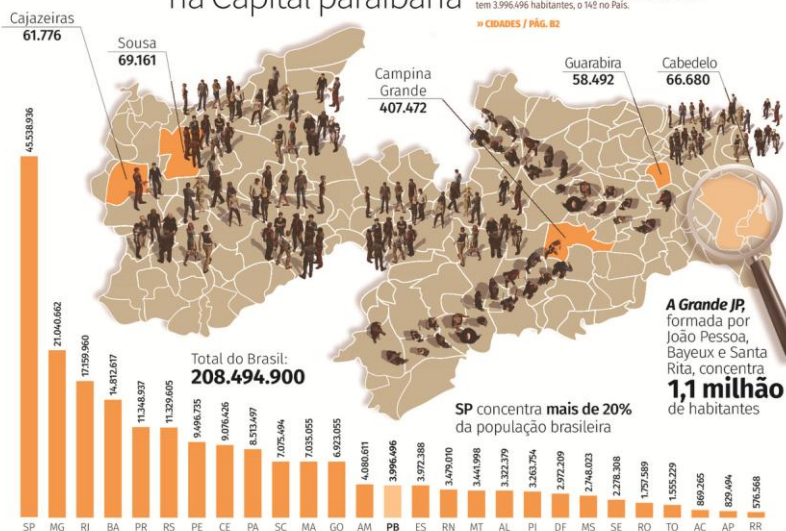 na Capital paraibana
tem 3.996.496 habitantes, o 14º no País.
» CIDADES / PÁG. B2
Cajazeiras
61.776
Sousa
69.161
Campina
Grande
407.472
Guarabira
58.492
Cabedelo
66.680
A Grande JP,
formada por
João Pessoa,
Bayeux e Santa
Rita, concentra
1,1 milhão
de habitantes
Total do Brasil:
208.494.900
SP concentra mais de 20%
da população brasileira
45.538.936
21.040.662
17.159.960
14.812.617
11.348.937
11.329.605
9.496.735
9.076.426
8.513.497
7.075.494
7.035.055
6.923.055
4.080.611
3.996.496
3.972.388
3.479.010
3.441.998
3.322.379
3.263.754
2.972.209
2.748.023
2.278.308
1.757.589
1.555.229
869.265
829.494
576.568
SP MG RJ BA PR RS PE CE PA SC MA GO AM PB ES RN MT AL PI DF MS SE RO TO AC AP RR